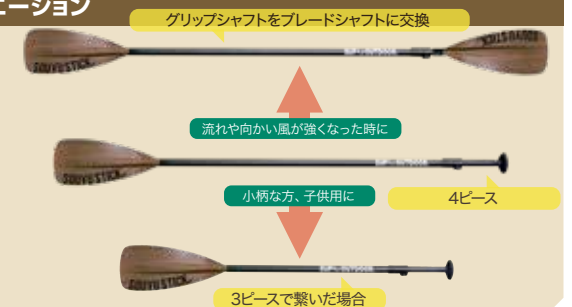 エーション
グリップシャフトをブレードシャフトに交換
流れや向かい風が強くなった時に
小柄な方、子供用に
4ピース
3ピースで繋いだ場合